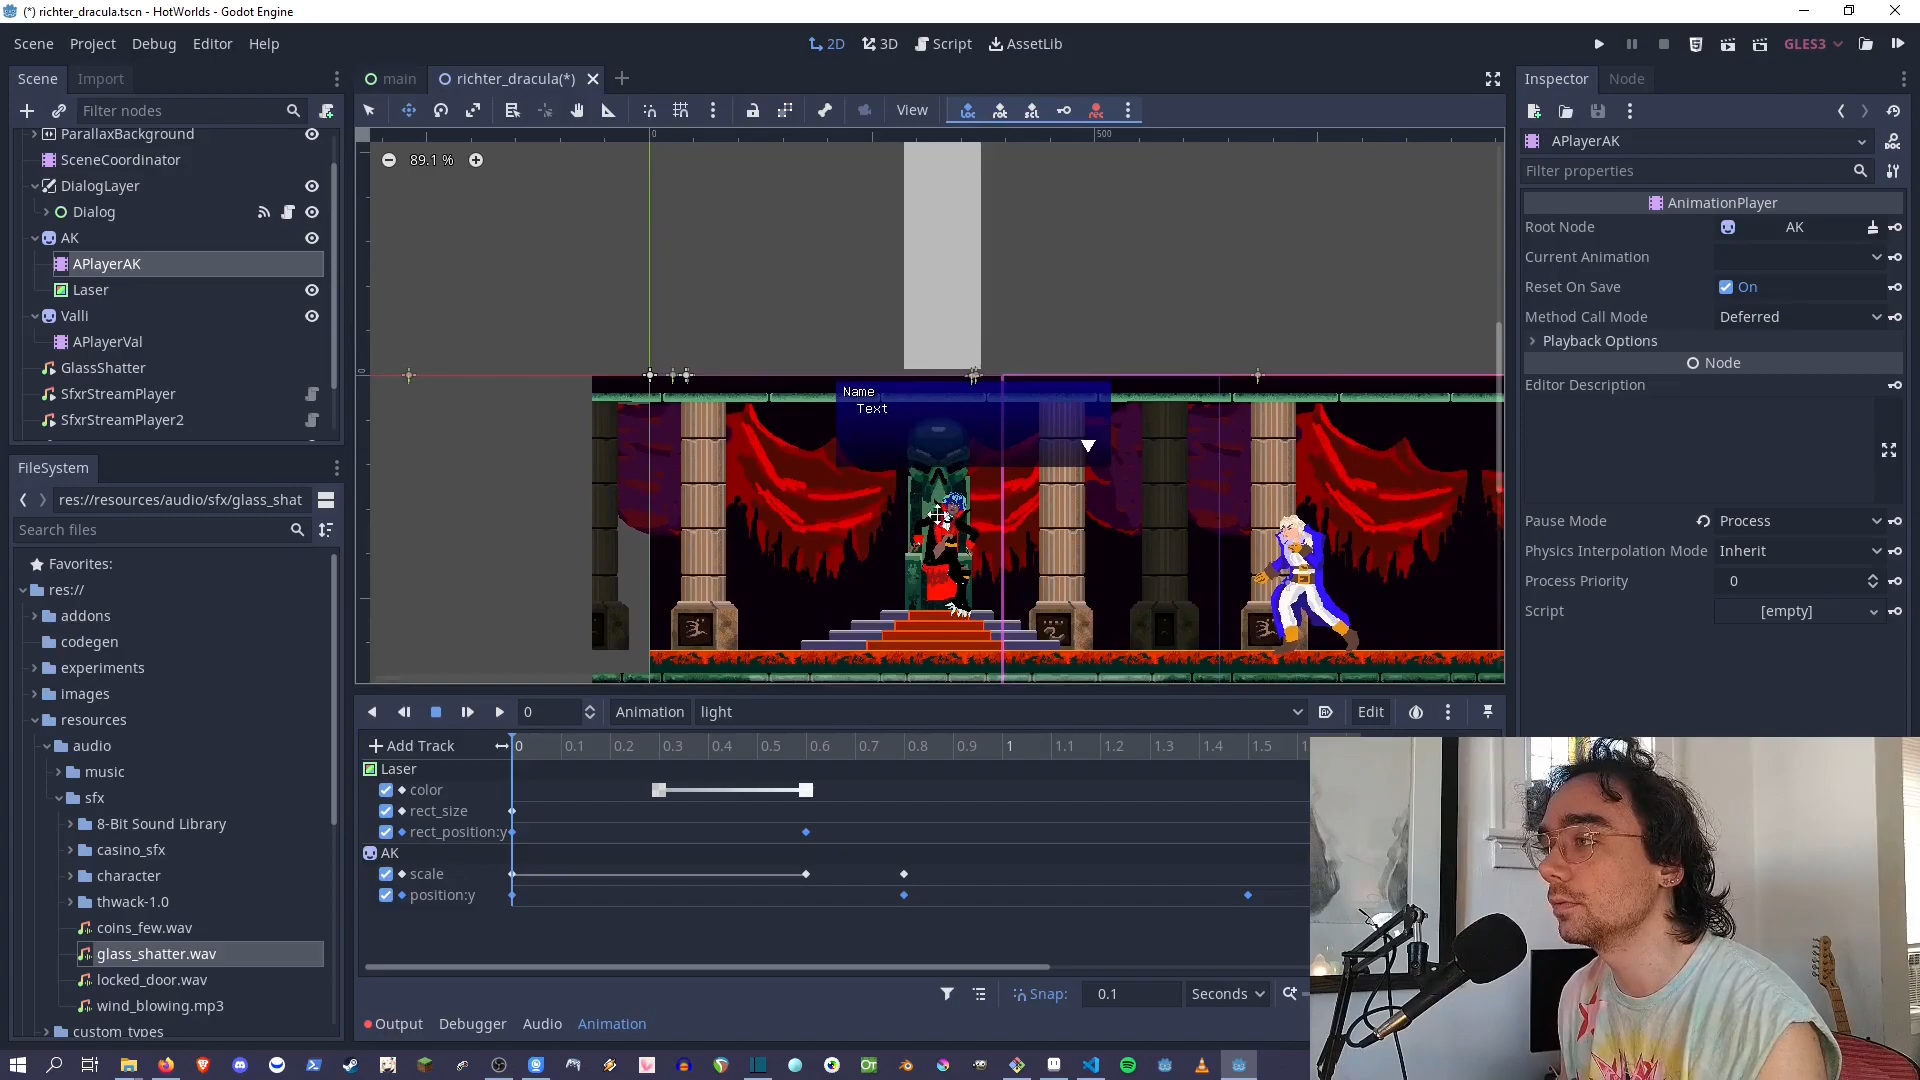 (*) richter_dracula.tscn - HotWorlds - Godot Engine
Scene Project Debug Editor Help
2D 3D Script AssetLib
GLES3
Scene Import
main richter_dracula(*)
Inspector Node
Filter nodes
View
APlayerAK
Filter properties
ParallaxBackground
SceneCoordinator
DialogLayer
Dialog
AK
APlayerAK
Laser
Valli
APlayerVal
GlassShatter
SfxrStreamPlayer
SfxrStreamPlayer2
0 500
89.1 %
0
Name
Text
AnimationPlayer
Root Node AK
Current Animation
Reset On Save On
Method Call Mode Deferred
Playback Options
Node
Editor Description
Pause Mode Process
Physics Interpolation Mode Inherit
Process Priority 0
Script [empty]
FileSystem
res://resources/audio/sfx/glass_shat
Search files
Favorites:
res://
addons
codegen
experiments
images
resources
audio
music
sfx
8-Bit Sound Library
casino_sfx
character
thwack-1.0
coins_few.wav
glass_shatter.wav
locked_door.wav
wind_blowing.mp3
custom_types
0 Animation light Edit
Add Track 0 0.1 0.2 0.3 0.4 0.5 0.6 0.7 0.8 0.9 1 1.1 1.2 1.3 1.4 1.5
Laser
color
rect_size
rect_position:y
AK
scale
position:y
Snap: 0.1 Seconds
Output Debugger Audio Animation